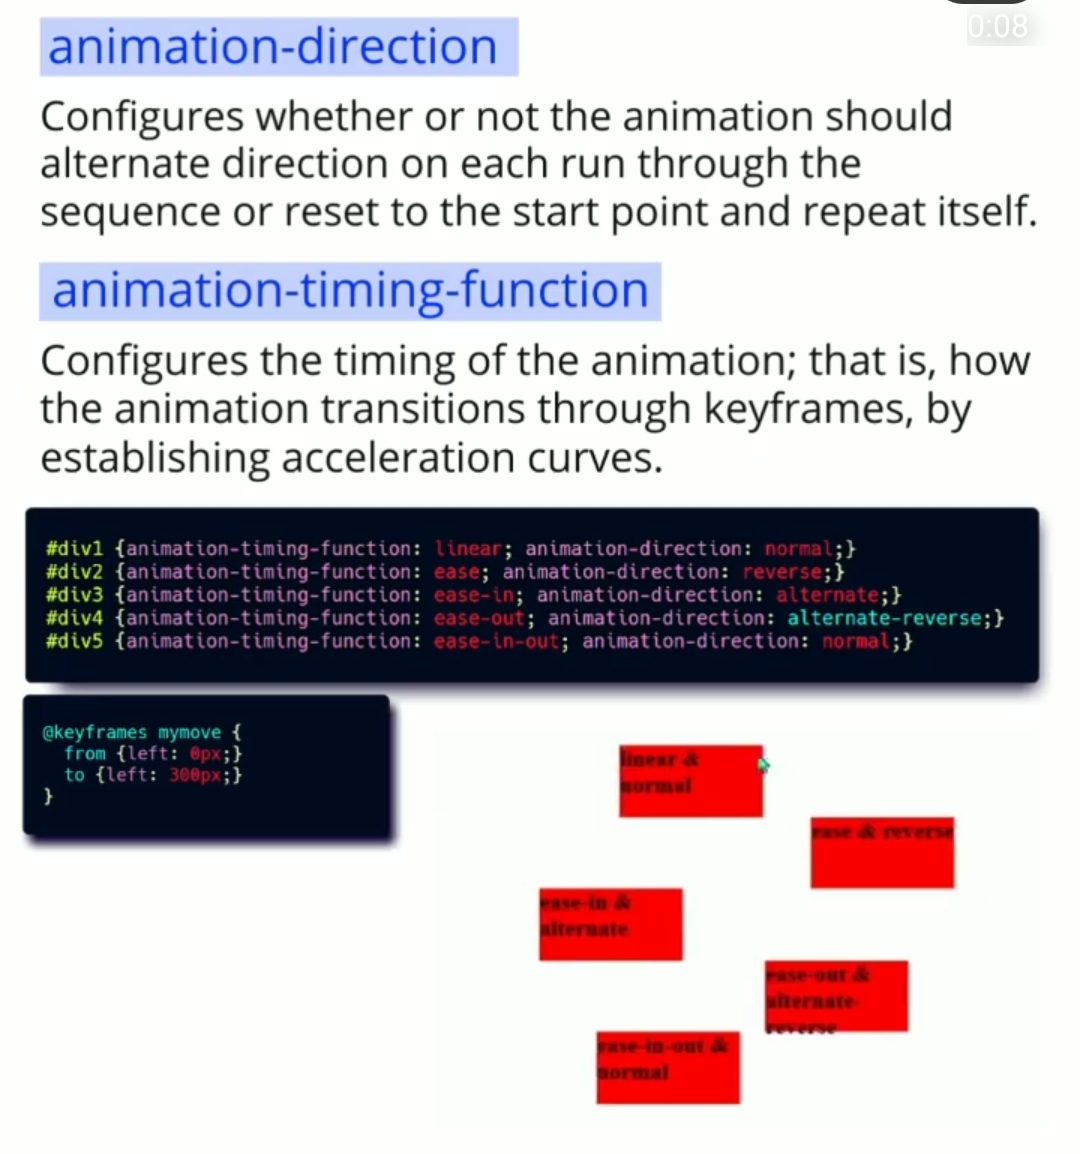 0:08
animation-direction
Configures whether or not the animation should
alternate direction on each run through the
sequence or reset to the start point and repeat itself.
animation-timing-function
Configures the timing of the animation; that is, how
the animation transitions through keyframes, by
establishing acceleration curves.
#div1 {animation-timing-function: linear; animation-direction: normal;}
#div2 {animation-timing-function: ease; animation-direction: reverse;}
#div3 {animation-timing-function: ease-in; animation-direction: alternate;}
#div4 {animation-timing-function: ease-out; animation-direction: alternate-reverse;}
#div5 {animation-timing-function: ease-in-out; animation-direction: normal;}
@keyframes mymove {
from {left: 0px;}
to {left: 300px;}
}
linear &
normal
ease & reverse
ease-in &
alternate
ease-out &
alternate-
reverse
ease-in-out &
normal